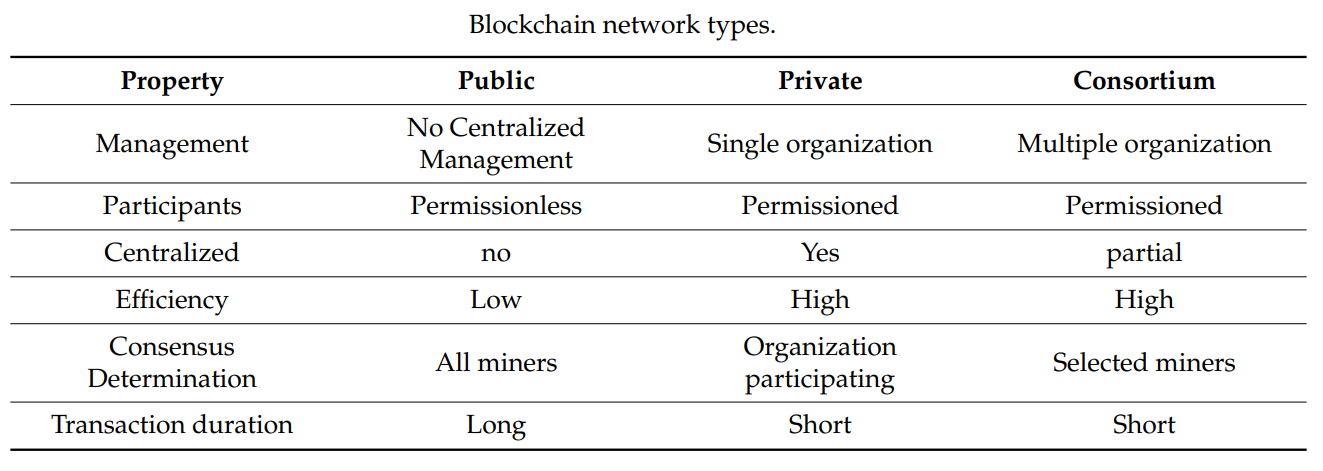 Blockchain network types.
Property Public Private Consortium
Management No Centralized Management Single organization Multiple organization
Participants Permissionless Permissioned Permissioned
Centralized no Yes partial
Efficiency Low High High
Consensus Determination All miners Organization participating Selected miners
Transaction duration Long Short Short